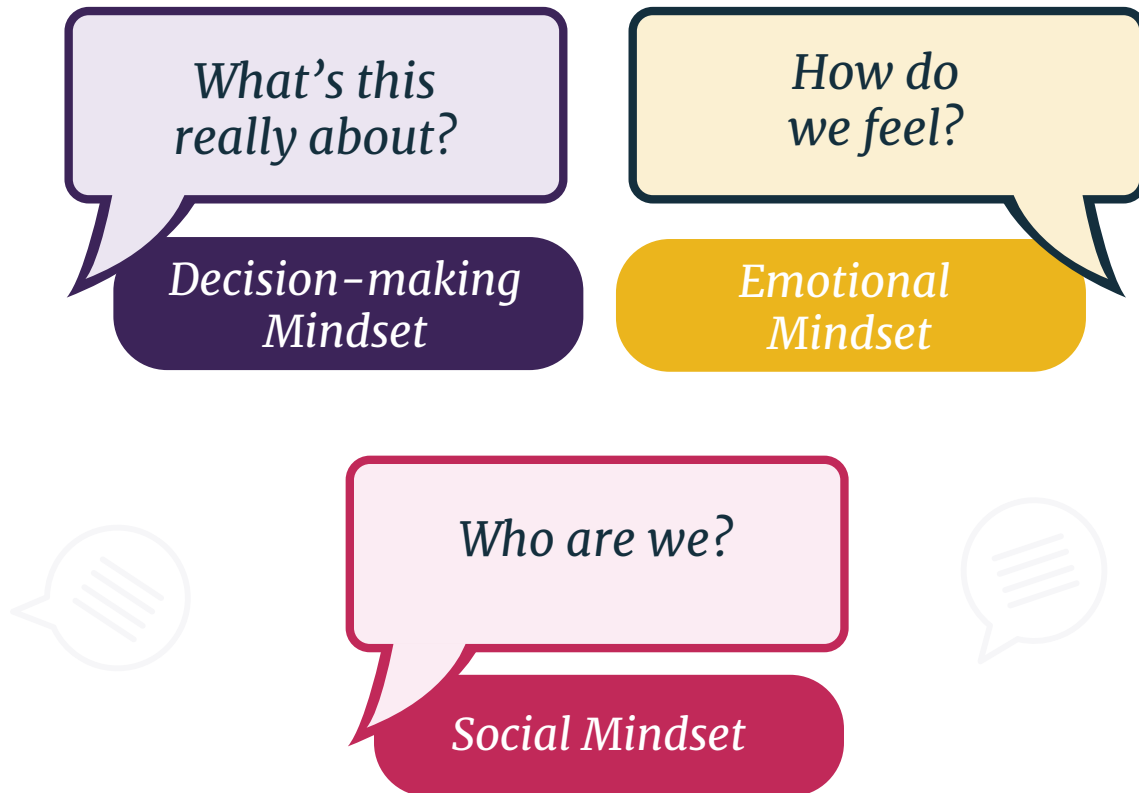 What’s this
really about?
How do
we feel?
Decision-making
Mindset
Emotional
Mindset
Who are we?
Social Mindset